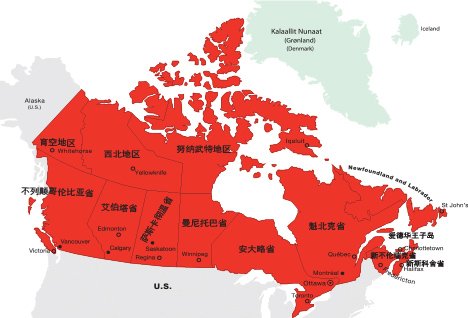 Kalaallit Nunaat
(Grønland)
(Denmark)
Iceland
Alaska
(U.S.)
育空地区
Whitehorse
西北地区
Yellowknife
努纳武特地区
Iqaluit
不列颠哥伦比亚省
Newfoundland and Labrador
艾伯塔省
萨斯卡彻温省
曼尼托巴省
魁北克省
安大略省
St John's
爱德华王子岛
Edmonton
Vancouver
Victoria
Calgary
Saskatoon
Regina
Winnipeg
Charlottetown
Québec
新不伦瑞克省
新斯科舍省
Halifax
Fredericton
Montréal
Ottawa
Toronto
U.S.